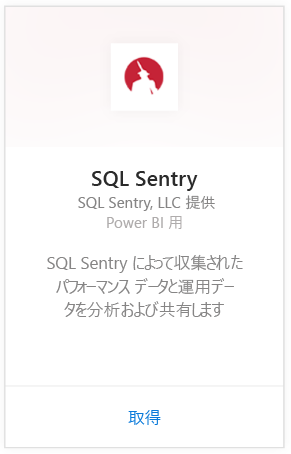 SQL Sentry
SQL Sentry, LLC 提供
Power BI 用
SQL Sentry によって収集された
パフォーマンス データと運用デー
タを分析および共有します
取得